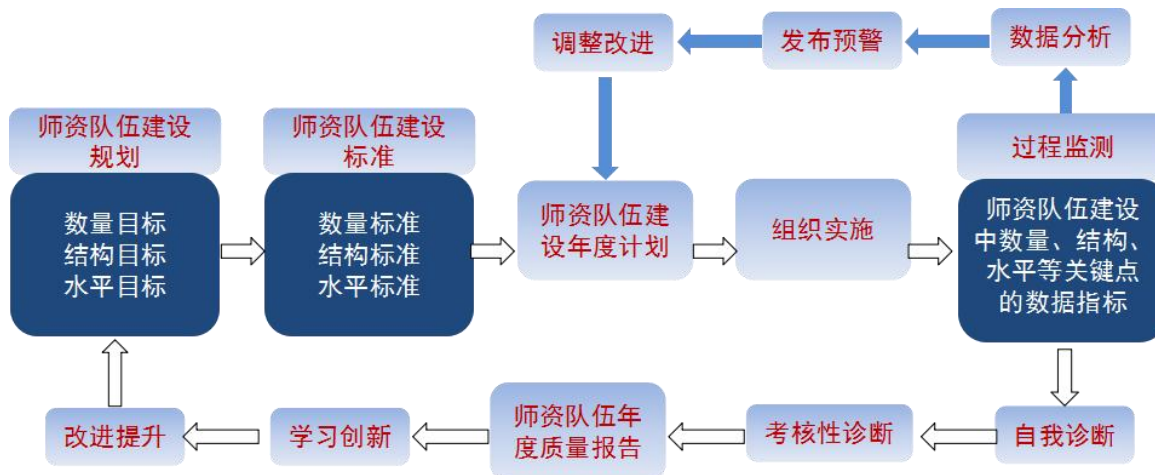 调整改进
发布预警
数据分析
师资队伍建设
规划
师资队伍建设
标准
过程监测
数量目标
结构目标
水平目标
数量标准
结构标准
水平标准
师资队伍建
设年度计划
组织实施
师资队伍建设
中数量、结构、
水平等关键点
的数据指标
改进提升
学习创新
师资队伍年
度质量报告
考核性诊断
自我诊断